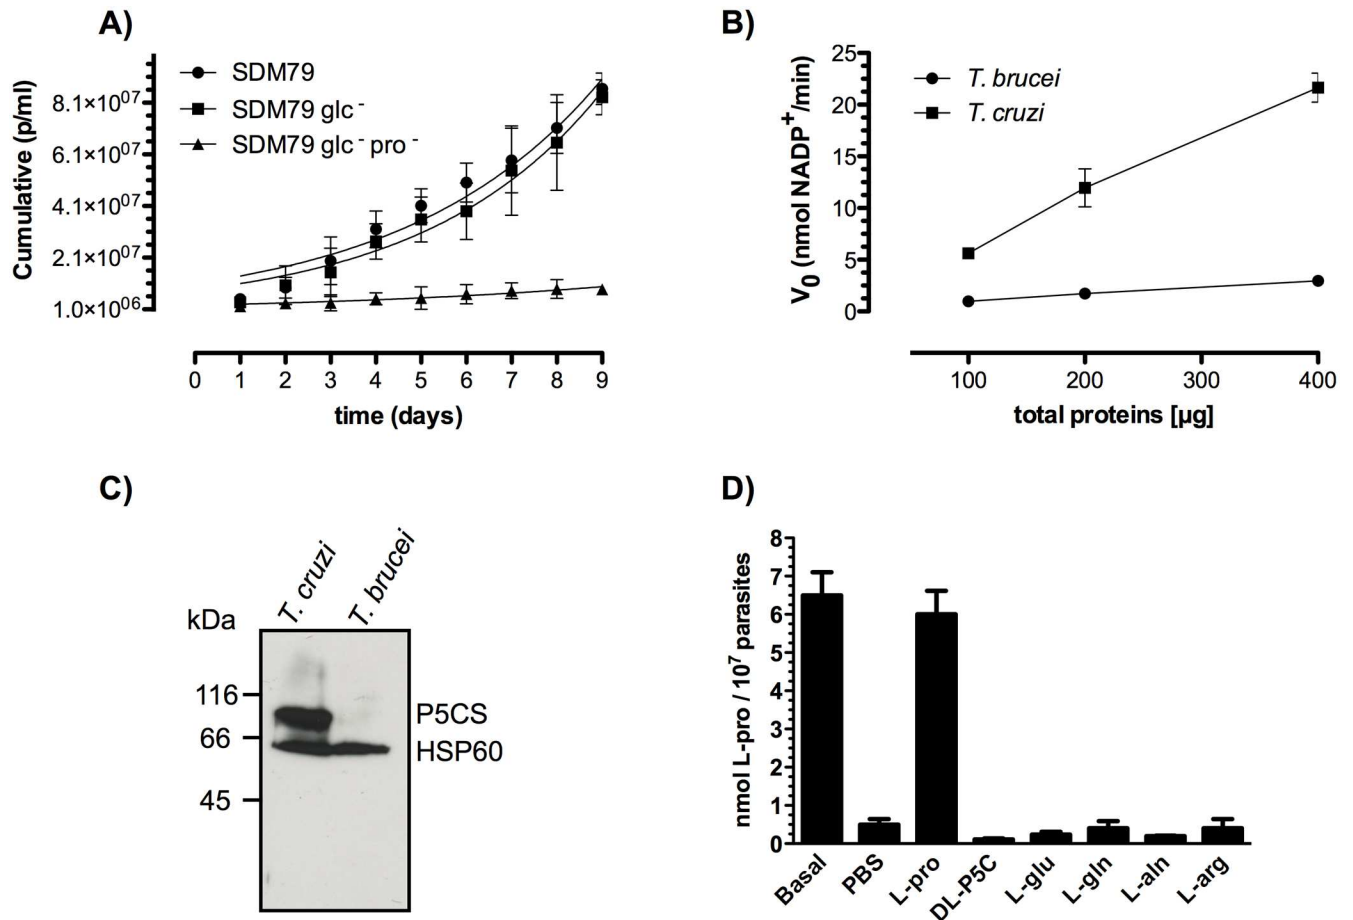 A)
Cumulative (p/ml)
8.1×10⁰⁷
6.1×10⁰⁷
4.1×10⁰⁷
2.1×10⁰⁷
1.0×10⁰⁶
SDM79
SDM79 glc⁻
SDM79 glc⁻ pro⁻
0 1 2 3 4 5 6 7 8 9
time (days)
B)
V₀ (nmol NADP⁺/min)
25
20
15
10
5
0
T. brucei
T. cruzi
100 200 300 400
total proteins [µg]
C)
kDa
T. cruzi
T. brucei
116
66
45
P5CS
HSP60
D)
nmol L-pro / 10⁷ parasites
8
7
6
5
4
3
2
1
0
Basal
PBS
L-pro
DL-P5C
L-glu
L-gln
L-aln
L-arg